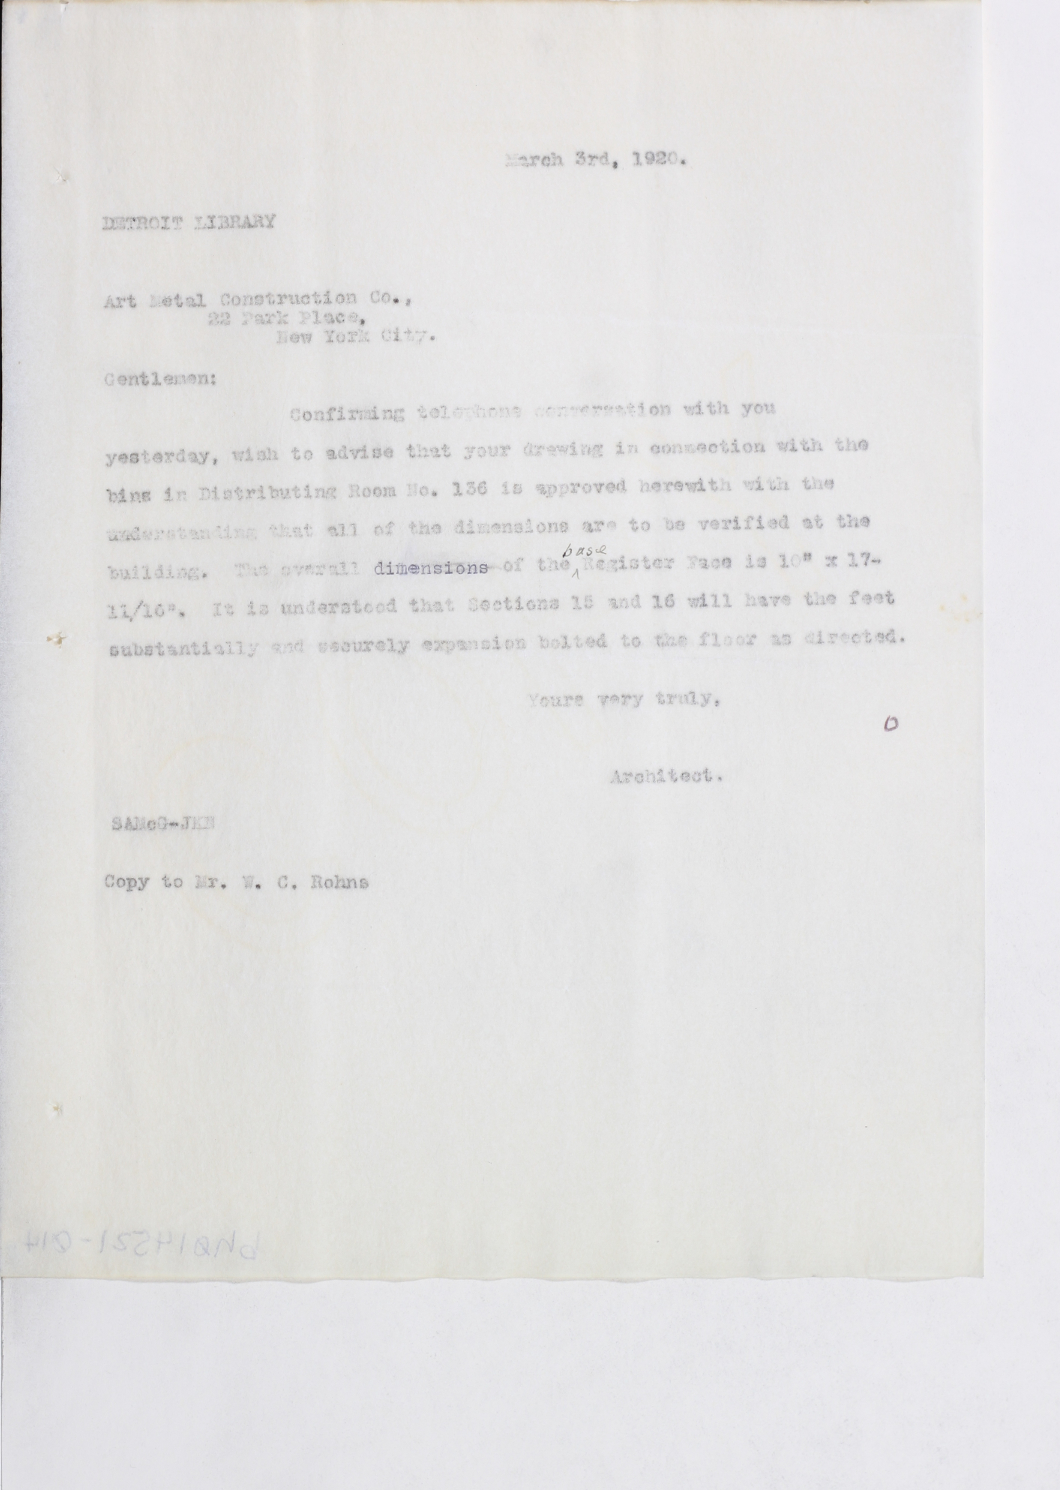 March 3rd, 1920.
DETROIT LIBRARY
Art Metal Construction Co.,
22 Park Place,
New York City.
Gentlemen:
Confirming telephone conversation with you
yesterday, wish to advise that your drawing in connection with the
bins in Distributing Room No. 136 is approved herewith with the
understanding that all of the dimensions are to be verified at the
building. The overall dimensions of the base Register Face is 10" x 17-
11/16". It is understood that Sections 15 and 16 will have the feet
substantially and securely expansion bolted to the floor as directed.
Yours very truly,
Architect.
SAMcG-JKM
Copy to Mr. W. C. Rohns